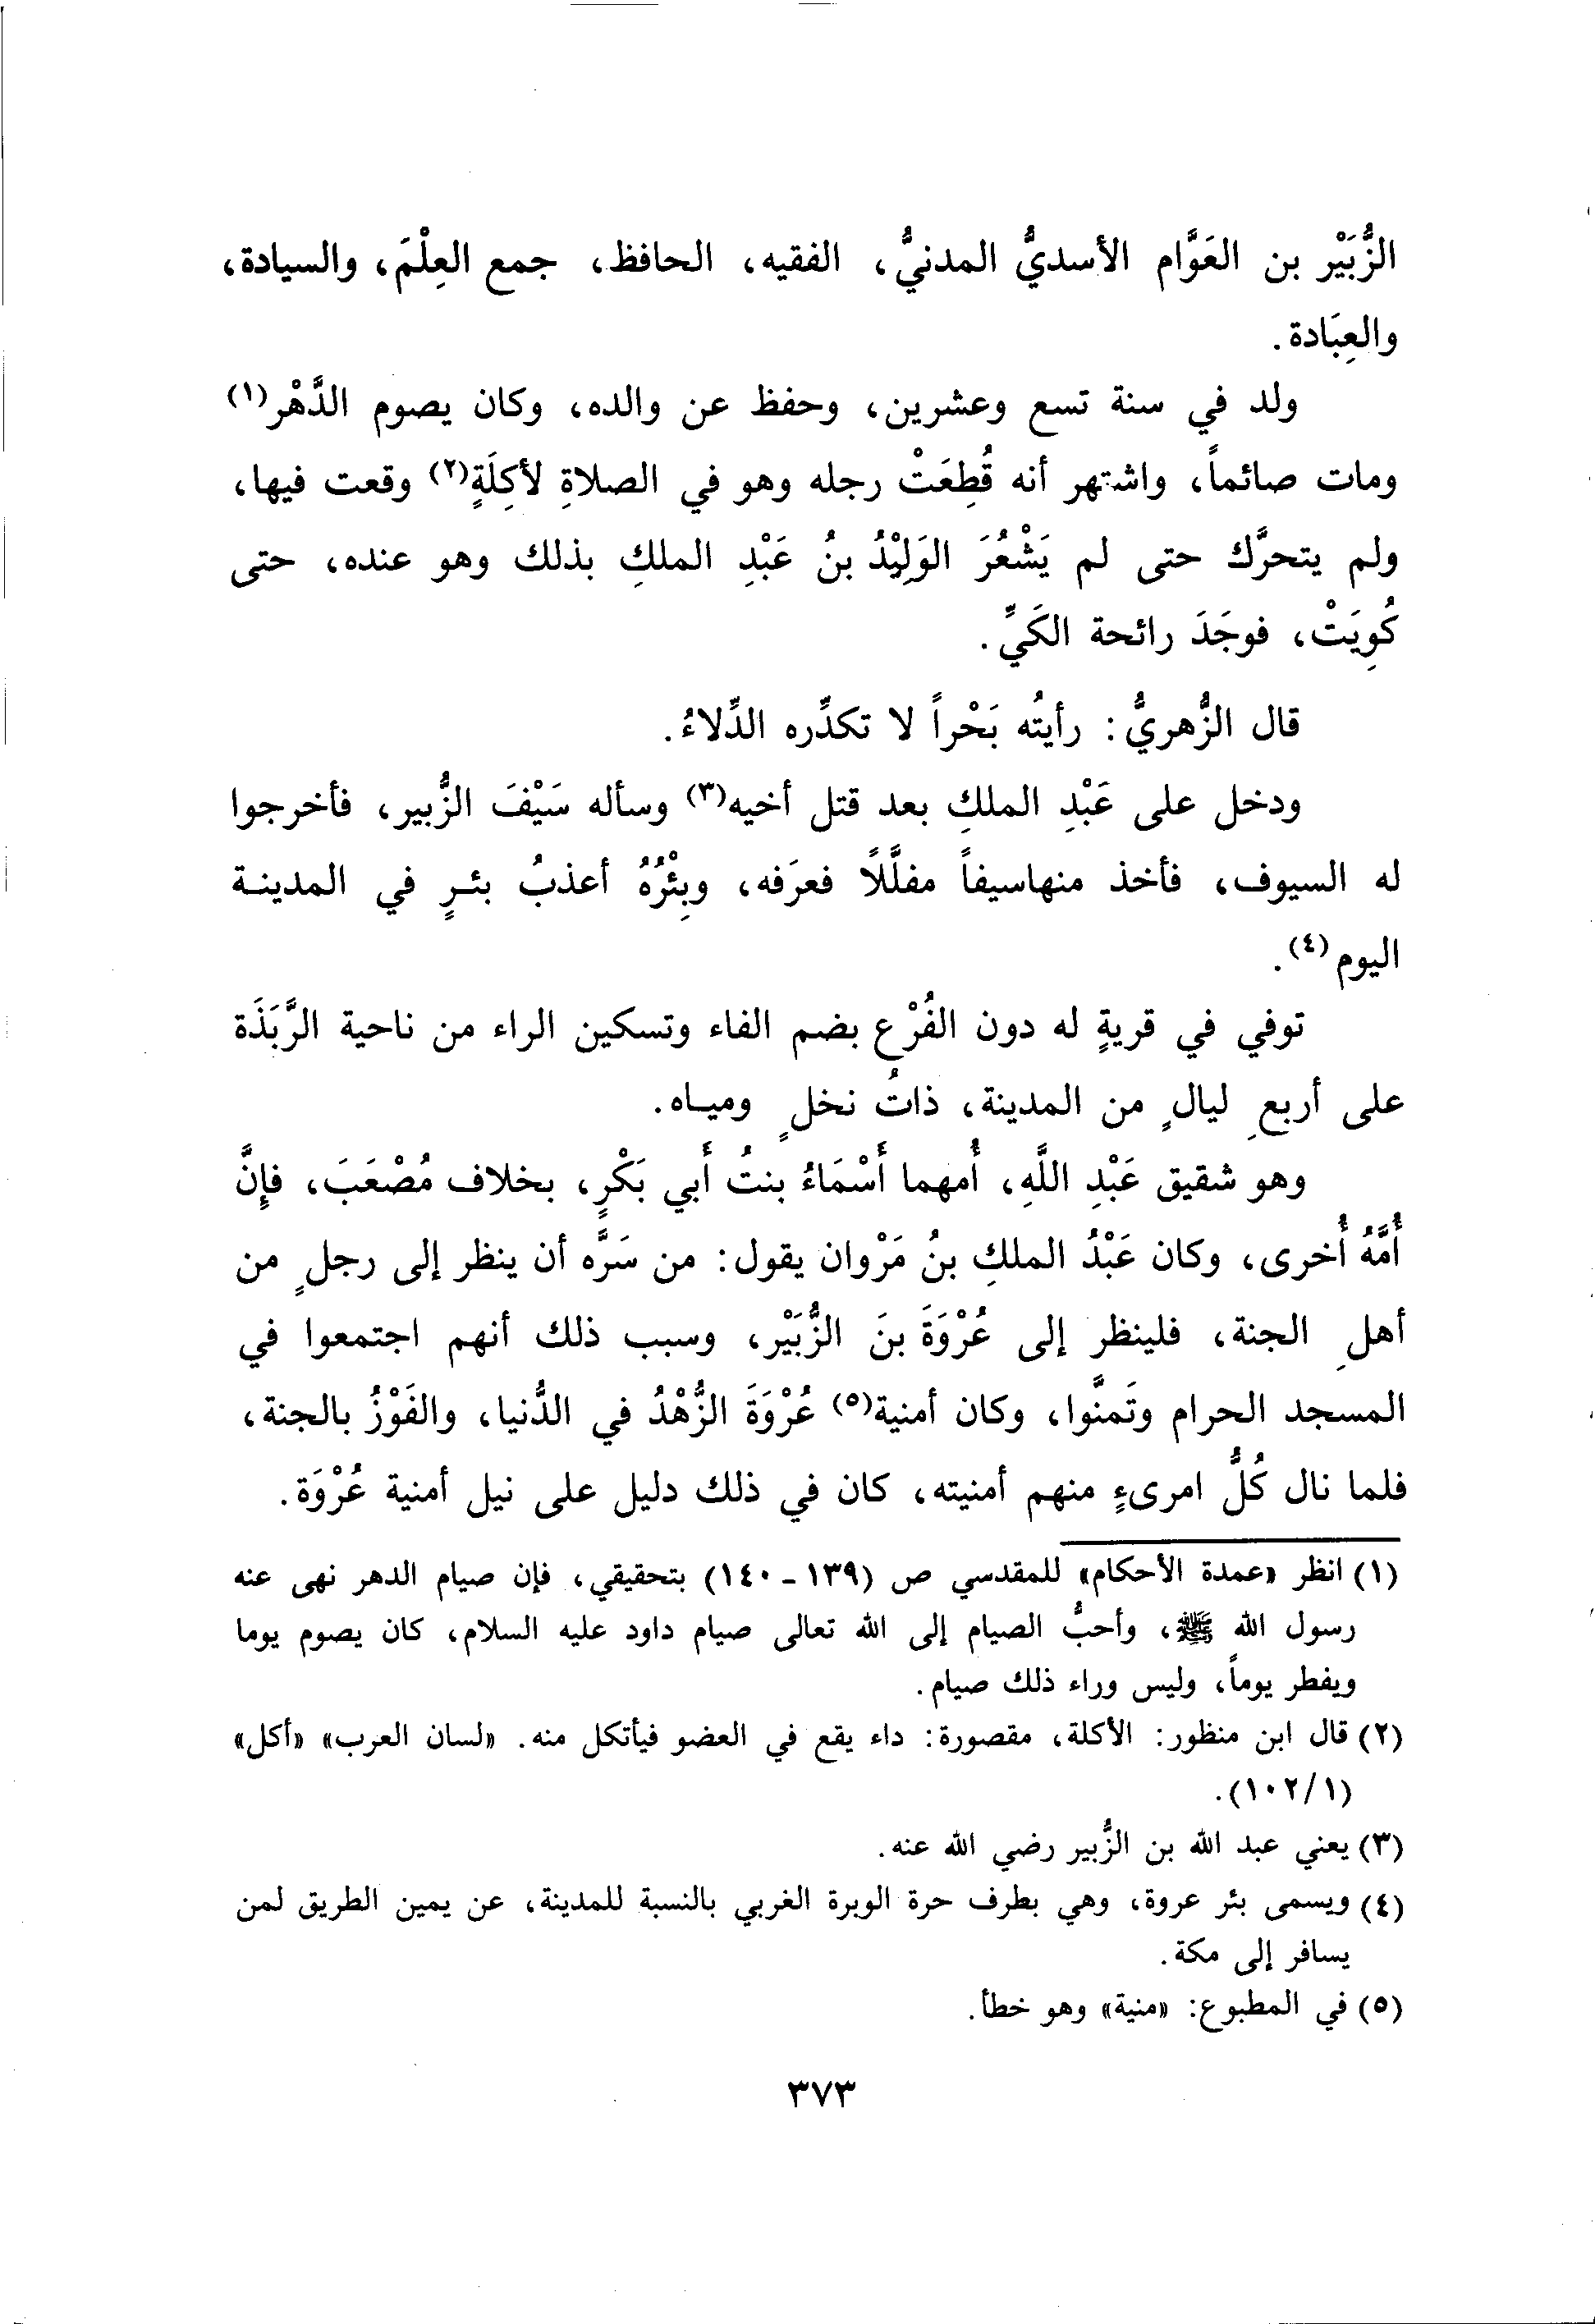 الزُّبَيْر بن العَوَّام الأسديُّ المدنيُّ، الفقيه، الحافظ، جمع العِلْمَ، والسيادة،
والعِبَادة.
ولد في سنة تسع وعشرين، وحفظ عن والده، وكان يصوم الدَّهْر(١)
ومات صائماً، واشتهر أنه قُطِعَتْ رجله وهو في الصلاةِ لأكِلَةٍ(٢) وقعت فيها،
ولم يتحرَّك حتى لم يَشْعُرَ الوَلِيْدُ بنُ عَبْدِ الملكِ بذلك وهو عنده، حتى
كُوِيَتْ، فوجَدَ رائحة الكَيِّ.
قال الزُّهريُّ: رأيتُه بَحْراً لا تكدِّره الدِّلاءُ.
ودخل على عَبْدِ الملكِ بعد قتل أخيه(٣) وسأله سَيْفَ الزُّبير، فأخرجوا
له السيوف، فأخذ منهاسيفاً مفلَّلاً فعرَفه، وبِئْرُهُ أعذبُ بئرٍ في المدينة
اليوم(٤).
توفي في قريةٍ له دون الفُرْعِ بضم الفاء وتسكين الراء من ناحية الرَّبَذَة
على أربعِ ليالٍ من المدينة، ذاتُ نخلٍ ومياه.
وهو شقيق عَبْدِ اللَّهِ، أُمهما أَسْمَاءُ بنتُ أَبي بَكْرٍ، بخلاف مُصْعَبَ، فإِنَّ
أُمَّهُ أُخرى، وكان عَبْدُ الملكِ بنُ مَرْوان يقول: من سَرَّه أن ينظر إلى رجلٍ من
أهلِ الجنة، فلينظر إلى عُرْوَةَ بنَ الزُّبَيْر، وسبب ذلك أنهم اجتمعوا في
المسجد الحرام وتَمنَّوا، وكان أمنية(٥) عُرْوَةَ الزُّهْدُ في الدُّنيا، والفَوْزُ بالجنة،
فلما نال كُلُّ امرىءٍ منهم أمنيته، كان في ذلك دليل على نيل أمنية عُرْوَة.
(١) انظر «عمدة الأحكام» للمقدسي ص (١٣٩ - ١٤٠) بتحقيقي، فإن صيام الدهر نهى عنه
رسول الله ﷺ، وأحبُّ الصيام إلى الله تعالى صيام داود عليه السلام، كان يصوم يوما
ويفطر يوماً، وليس وراء ذلك صيام.
(٢) قال ابن منظور: الأكلة، مقصورة: داء يقع في العضو فيأتكل منه. «لسان العرب» «أكل»
(١٠٢/١).
(٣) يعني عبد الله بن الزُّبير رضي الله عنه.
(٤) ويسمى بئر عروة، وهي بطرف حرة الوبرة الغربي بالنسبة للمدينة، عن يمين الطريق لمن
يسافر إلى مكة.
(٥) في المطبوع: «منية» وهو خطأ.
٣٧٣